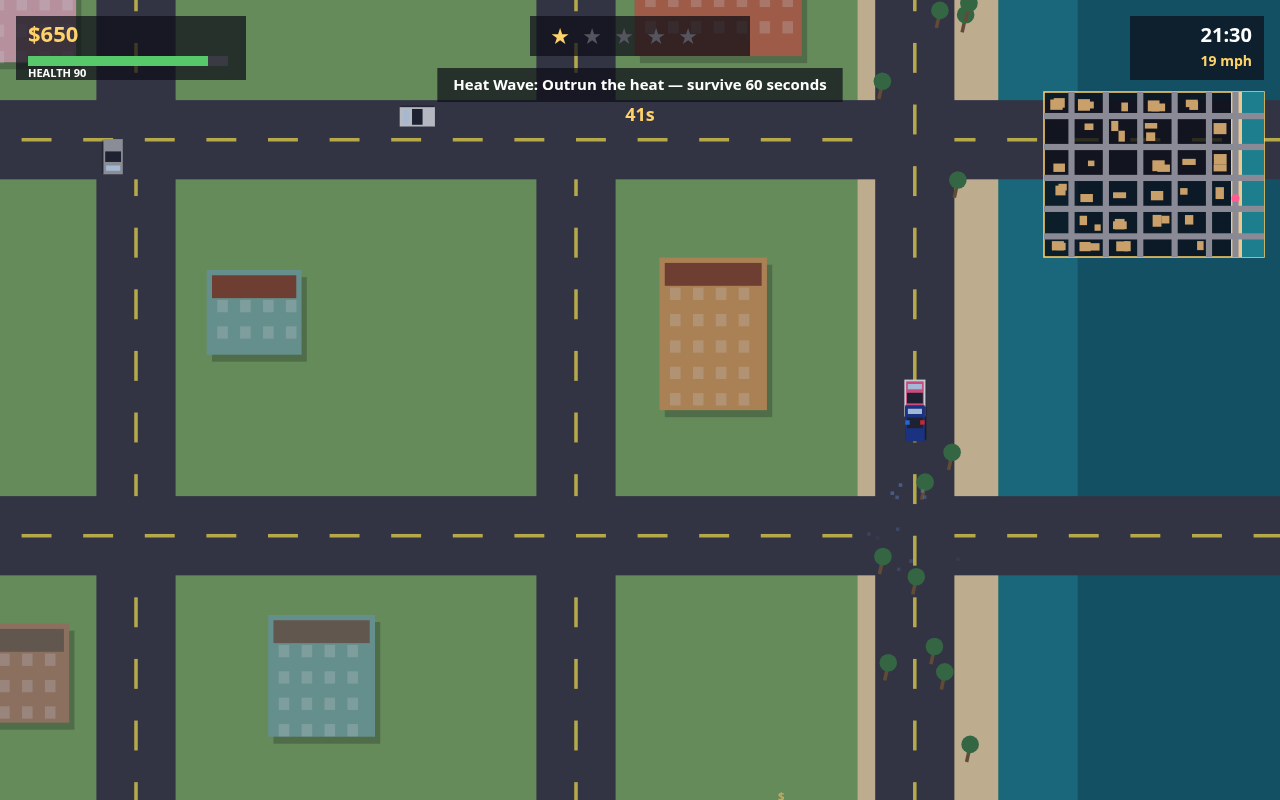 $650
HEALTH 90
Heat Wave: Outrun the heat — survive 60 seconds
41s
21:30
19 mph
$